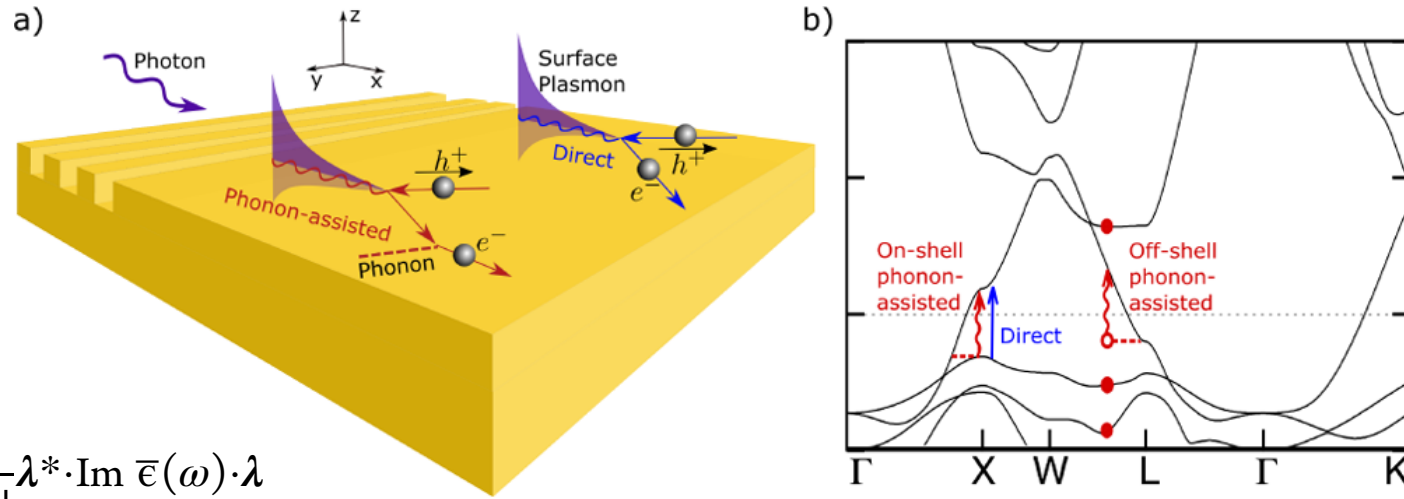 a)
Photon
z
y
x
Surface
Plasmon
h⁺
Direct
h⁺
e⁻
Phonon-assisted
e⁻
Phonon
λ*·Im ε̅(ω)·λ
b)
On-shell
phonon-
assisted
Off-shell
phonon-
assisted
Direct
Γ X W L Γ K